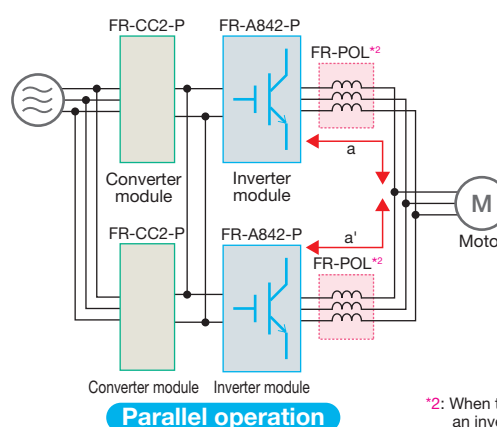 FR-CC2-P
FR-A842-P
FR-POL*2
a
Converter
module
Inverter
module
M
Moto
FR-CC2-P
FR-A842-P
a'
FR-POL*2
Converter module
Inverter module
Parallel operation
*2: When t
an inve